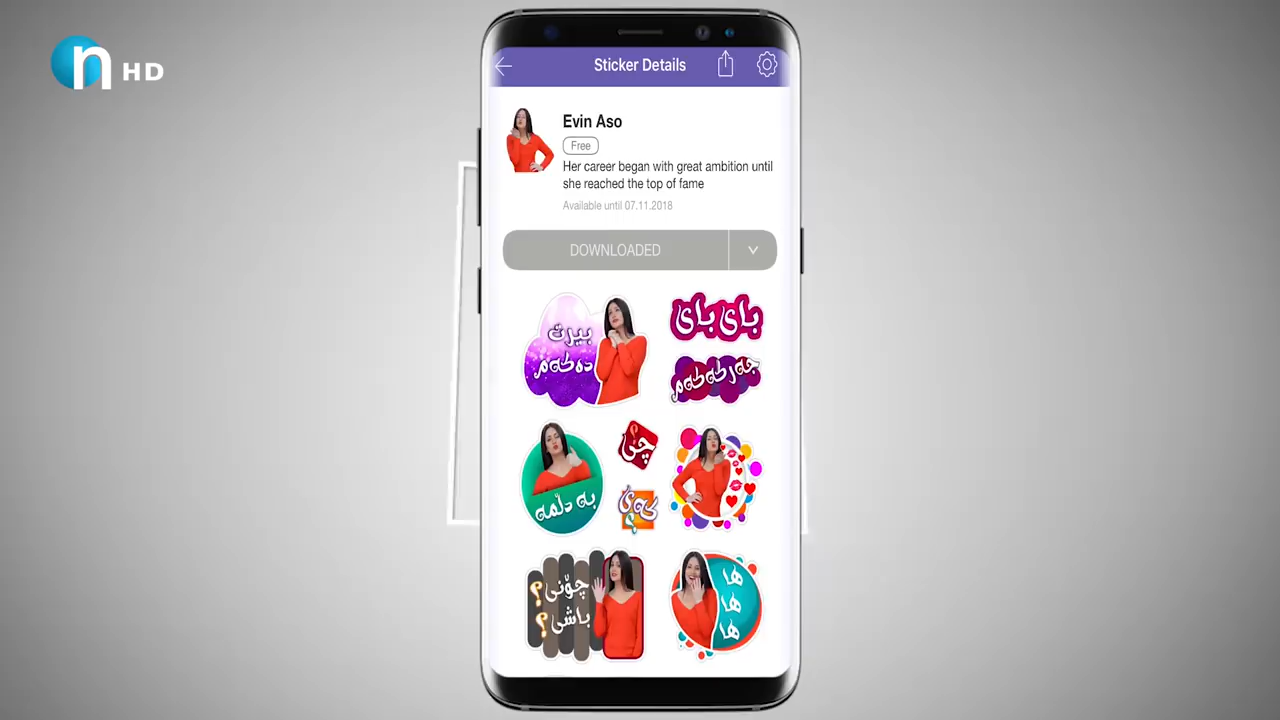 n HD
Sticker Details
Evin Aso
Free
Her career began with great ambition until
she reached the top of fame
Available until 07.11.2018
DOWNLOADED
بیرت
دەکەم
بای بای
جەرگەکەم
چی؟
بە دڵمە
کەی
؟
چۆنی؟
باشی؟
ها
ها
ها